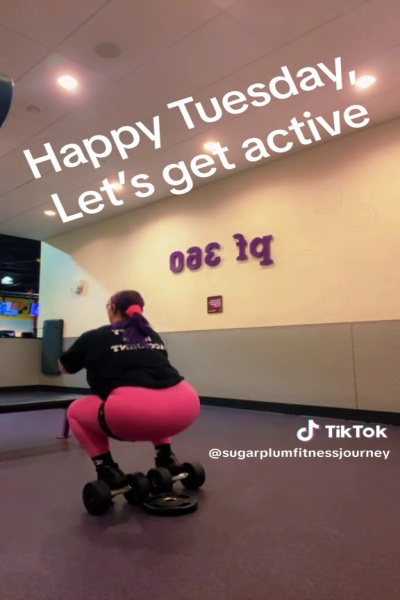 Happy Tuesday,
Let's get active
pf 360
TikTok
@sugarplumfitnessjourney